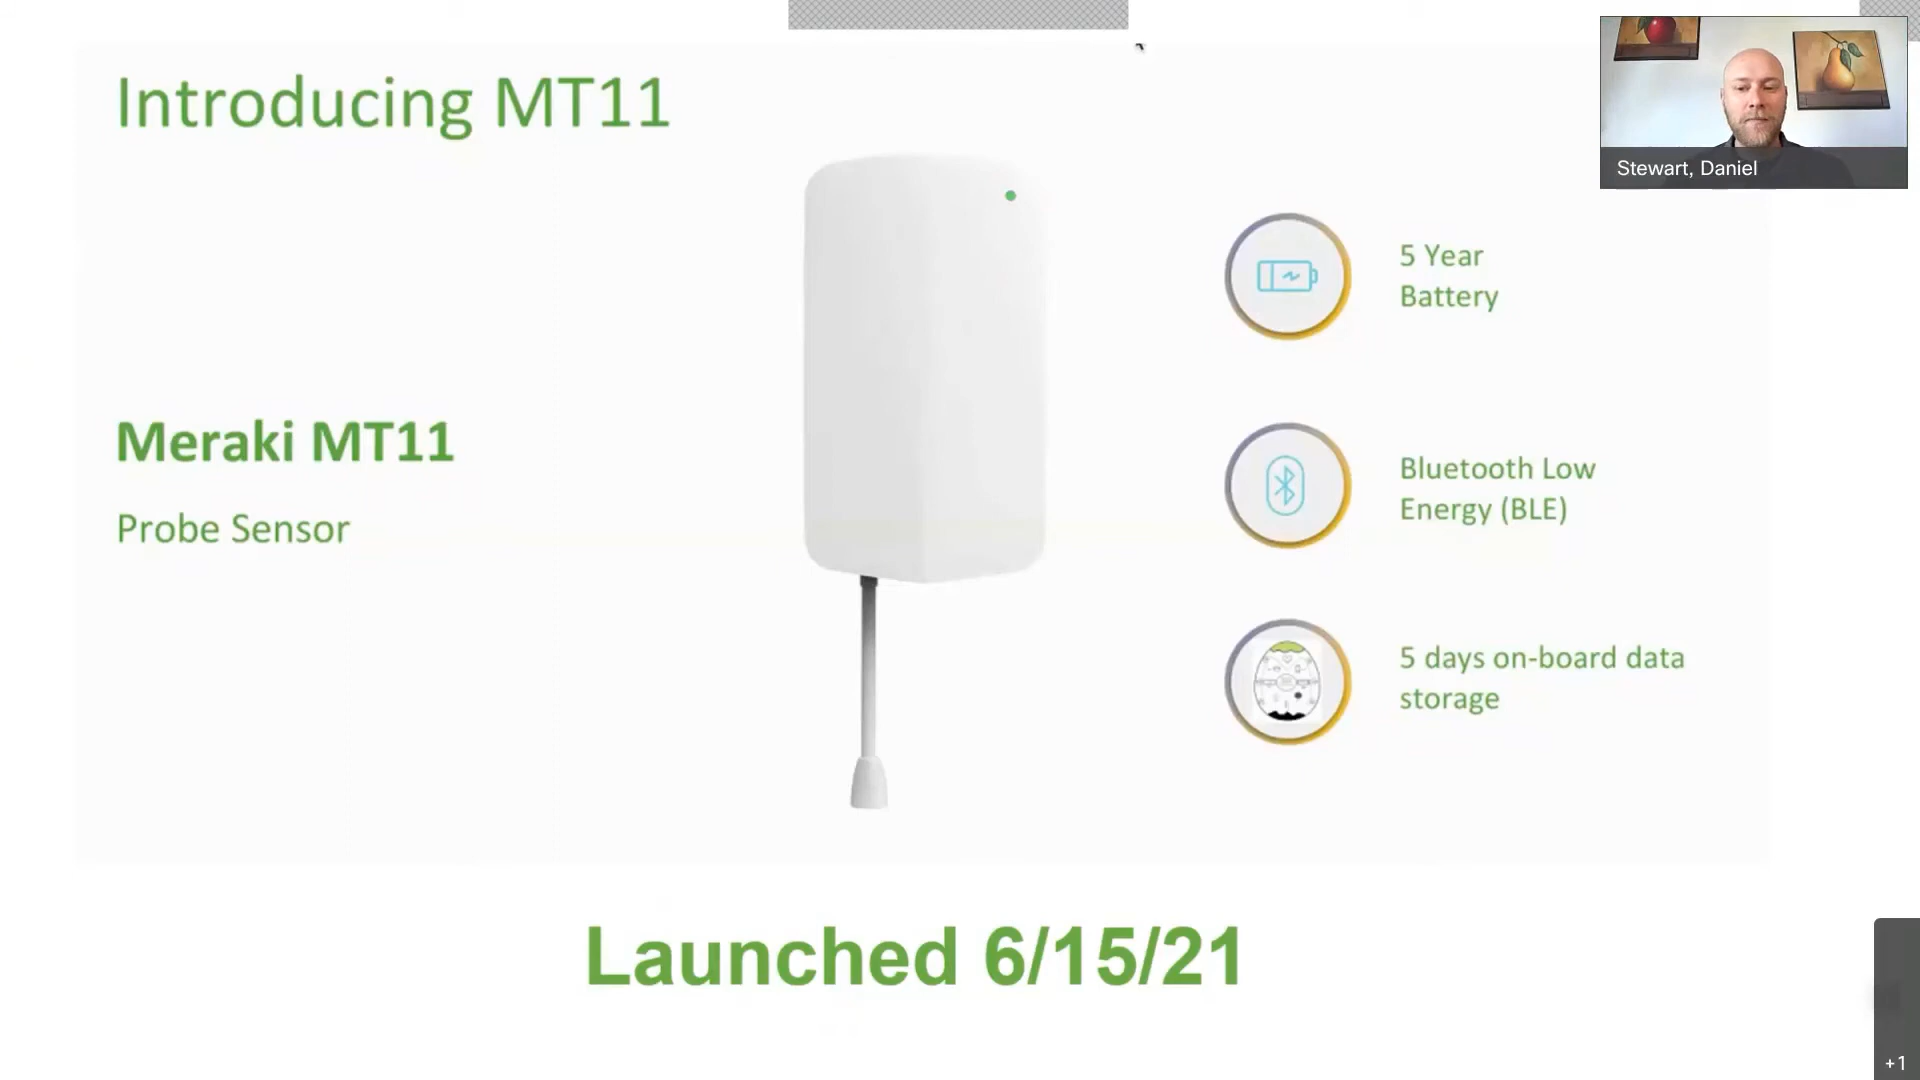 Introducing MT11
Stewart, Daniel
5 Year
Battery
Meraki MT11
Probe Sensor
Bluetooth Low
Energy (BLE)
5 days on-board data
storage
Launched 6/15/21
+1